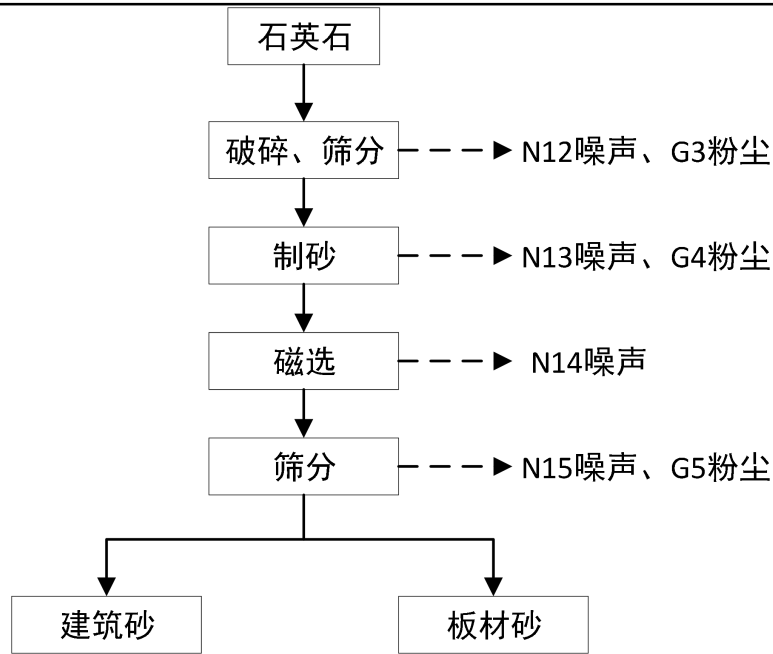 石英石
破碎、筛分
N12噪声、G3粉尘
制砂
N13噪声、G4粉尘
磁选
N14噪声
筛分
N15噪声、G5粉尘
建筑砂
板材砂